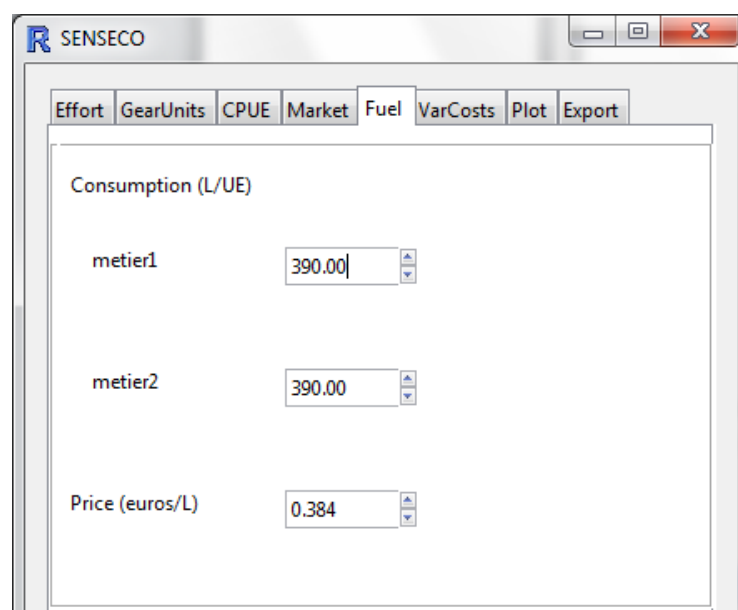 SENSECO
Effort GearUnits CPUE Market Fuel VarCosts Plot Export
Consumption (L/UE)
metier1 390.00
metier2 390.00
Price (euros/L) 0.384